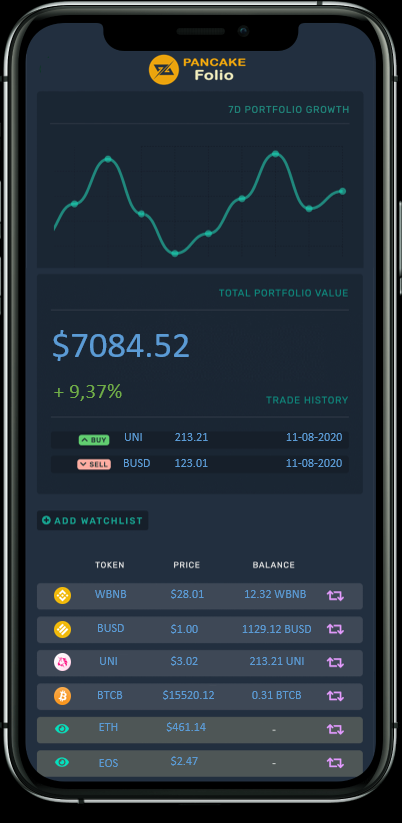 PANCAKE
Folio
7D PORTFOLIO GROWTH
TOTAL PORTFOLIO VALUE
$7084.52
+ 9,37%
TRADE HISTORY
BUY UNI 213.21 11-08-2020
SELL BUSD 123.01 11-08-2020
ADD WATCHLIST
TOKEN PRICE BALANCE
WBNB $28.01 12.32 WBNB
BUSD $1.00 1129.12 BUSD
UNI $3.02 213.21 UNI
BTCB $15520.12 0.31 BTCB
ETH $461.14 -
EOS $2.47 -